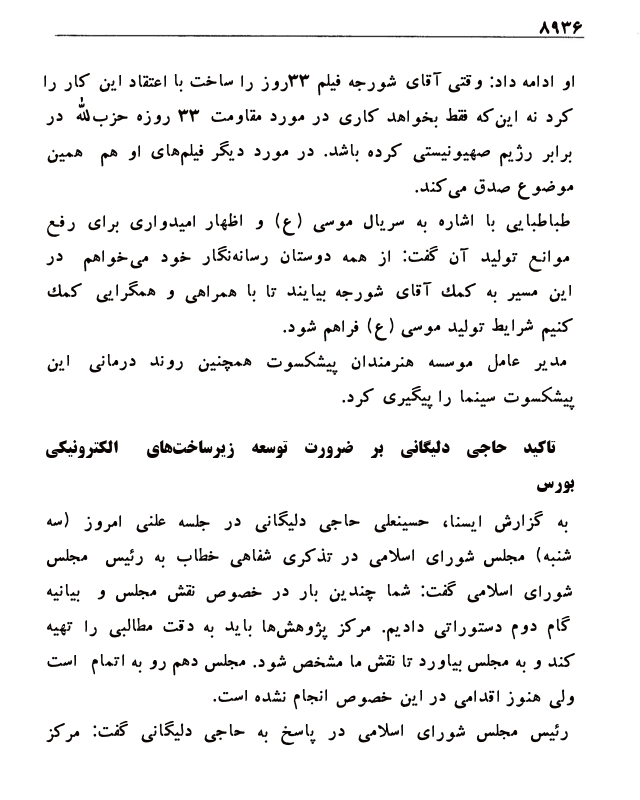 ۸۹۳۶
او ادامه داد: وقتی آقای شورجه فیلم ۳۳روز را ساخت با اعتقاد این کار را
کرد نه این‌که فقط بخواهد کاری در مورد مقاومت ۳۳ روزه حزب‌الله در
برابر رژیم صهیونیستی کرده باشد. در مورد دیگر فیلم‌های او هم همین
موضوع صدق می‌کند.
طباطبایی با اشاره به سریال موسی (ع) و اظهار امیدواری برای رفع
موانع تولید آن گفت: از همه دوستان رسانه‌نگار خود می‌خواهم در
این مسیر به کمك آقای شورجه بیایند تا با همراهی و همگرایی کمك
کنیم شرایط تولید موسی (ع) فراهم شود.
مدیر عامل موسسه هنرمندان پیشکسوت همچنین روند درمانی این
پیشکسوت سینما را پیگیری کرد.
تاکید حاجی دلیگانی بر ضرورت توسعه زیرساخت‌های الکترونیکی
بورس
به گزارش ایسنا، حسینعلی حاجی دلیگانی در جلسه علنی امروز (سه
شنبه) مجلس شورای اسلامی در تذکری شفاهی خطاب به رئیس مجلس
شورای اسلامی گفت: شما چندین بار در خصوص نقش مجلس و بیانیه
گام دوم دستوراتی دادیم. مرکز پژوهش‌ها باید به دقت مطالبی را تهیه
کند و به مجلس بیاورد تا نقش ما مشخص شود. مجلس دهم رو به اتمام است
ولی هنوز اقدامی در این خصوص انجام نشده است.
رئیس مجلس شورای اسلامی در پاسخ به حاجی دلیگانی گفت: مرکز